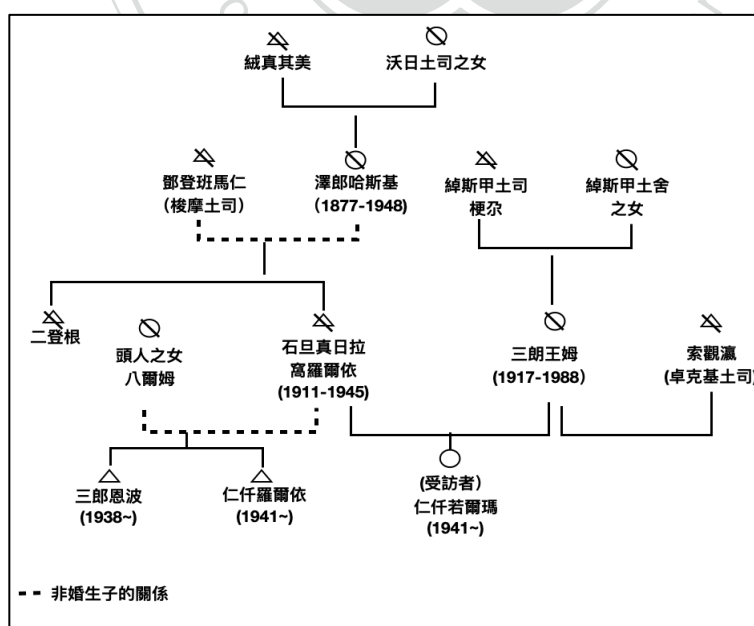 絨真其美
沃日土司之女
鄧登班馬仁
(梭摩土司)
澤郎哈斯基
(1877-1948)
綽斯甲土司
梗尕
綽斯甲土舍
之女
二登根
頭人之女
八爾姆
石旦真日拉
窩羅爾依
(1911-1945)
三朗王姆
(1917-1988)
索觀瀛
(卓克基土司)
三郎恩波
(1938~)
仁仟羅爾依
(1941~)
(受訪者)
仁仟若爾瑪
(1941~)
非婚生子的關係